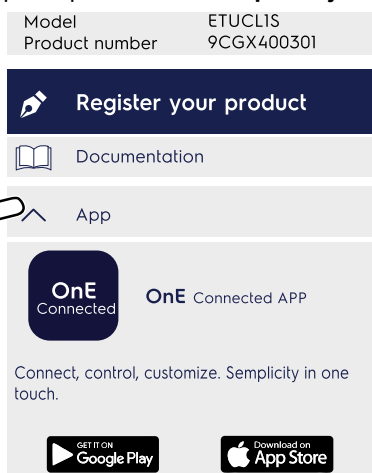 Model ETUCL1S
Product number 9CGX400301
Register your product
Documentation
App
OnE
Connected
OnE Connected APP
Connect, control, customize. Semplicity in one
touch.
GET IT ON
Google Play
Download on
App Store